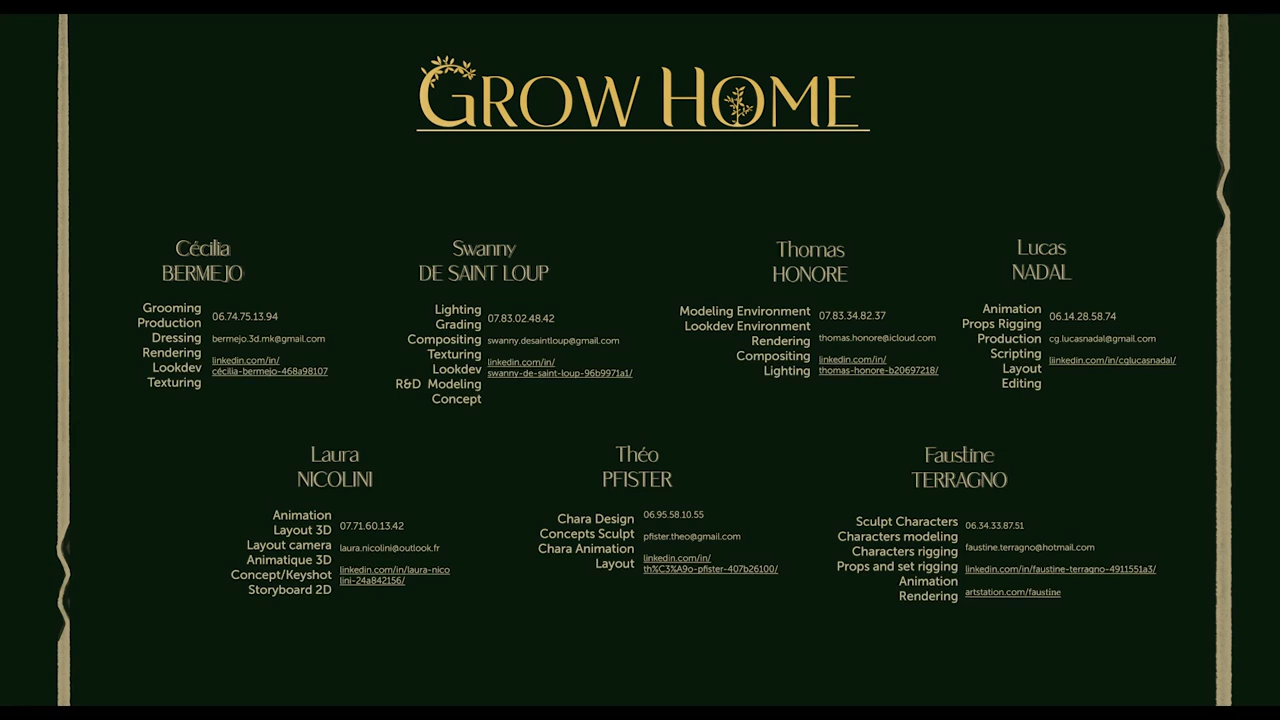 GROW HOME
Cécilia
BERMEJO
Grooming
Production
Dressing
Rendering
Lookdev
Texturing
06.74.75.13.94
bermejo.3d.mk@gmail.com
linkedin.com/in/
cécilia-bermejo-468a98107
Swanny
DE SAINT LOUP
Lighting
Grading
Compositing
Texturing
Lookdev
R&D Modeling
Concept
07.83.02.48.42
swanny.desaintloup@gmail.com
linkedin.com/in/
swanny-de-saint-loup-96b9971a1/
Thomas
HONORE
Modeling Environment
Lookdev Environment
Rendering
Compositing
Lighting
07.83.34.82.37
thomas.honore@icloud.com
linkedin.com/in/
thomas-honore-b20697218/
Lucas
NADAL
Animation
Props Rigging
Production
Scripting
Layout
Editing
06.14.28.58.74
cg.lucasnadal@gmail.com
liinkedin.com/in/cglucasnadal/
Laura
NICOLINI
Animation
Layout 3D
Layout camera
Animatique 3D
Concept/Keyshot
Storyboard 2D
07.71.60.13.42
laura.nicolini@outlook.fr
linkedin.com/in/laura-nico
lini-24a842156/
Théo
PFISTER
Chara Design
Concepts Sculpt
Chara Animation
Layout
06.95.58.10.55
pfister.theo@gmail.com
linkedin.com/in/
th%C3%A9o-pfister-407b26100/
Faustine
TERRAGNO
Sculpt Characters
Characters modeling
Characters rigging
Props and set rigging
Animation
Rendering
06.34.33.87.51
faustine.terragno@hotmail.com
linkedin.com/in/faustine-terragno-4911551a3/
artstation.com/faustine